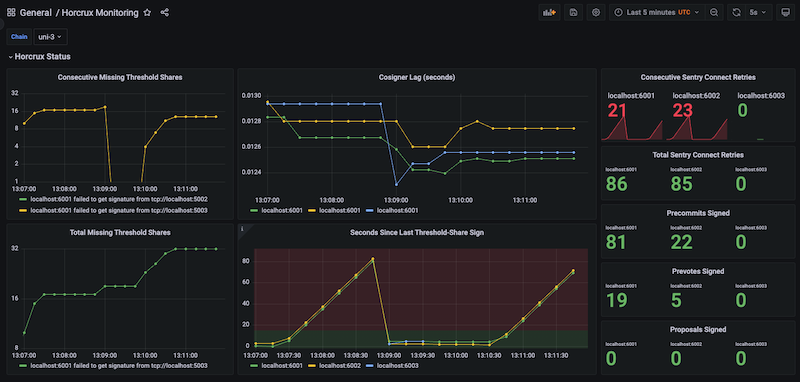 General / Horcrux Monitoring
Last 5 minutes UTC
5s
Chain uni-3
Horcrux Status
Consecutive Missing Threshold Shares
32
16
8
4
2
1
13:07:00 13:08:00 13:09:00 13:10:00 13:11:00
localhost:6001 failed to get signature from tcp://localhost:5002
localhost:6001 failed to get signature from tcp://localhost:5003
Cosigner Lag (seconds)
0.0130
0.0128
0.0126
0.0124
13:07:00 13:08:00 13:09:00 13:10:00 13:11:00
localhost:6001 localhost:6001 localhost:6001
Consecutive Sentry Connect Retries
localhost:6001 localhost:6002 localhost:6003
21 23 0
Total Sentry Connect Retries
localhost:6001 localhost:6002 localhost:6003
86 85 0
Precommits Signed
localhost:6001 localhost:6002 localhost:6003
81 22 0
Prevotes Signed
localhost:6001 localhost:6002 localhost:6003
19 5 0
Proposals Signed
localhost:6001 localhost:6002 localhost:6003
0 0 0
Total Missing Threshold Shares
32
16
8
13:07:00 13:08:00 13:09:00 13:10:00 13:11:00
localhost:6001 failed to get signature from tcp://localhost:5003
Seconds Since Last Threshold-Share Sign
80
60
40
20
0
13:07:00 13:07:30 13:08:00 13:08:30 13:09:00 13:09:30 13:10:00 13:10:30 13:11:00 13:11:30
localhost:6001 localhost:6002 localhost:6003